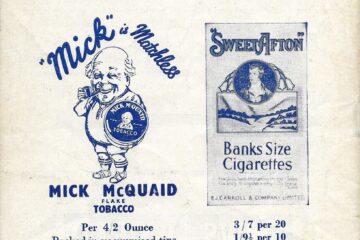 "Mick" is Matchless
MICK McQUAID
TOBACCO
MICK McQUAID
FLAKE
TOBACCO
Per 4/2 Ounce
"SWEET AFTON"
Banks Size
Cigarettes
P.J. CARROLL & COMPANY LIMITED
3/7 per 20
1/9½ per 10